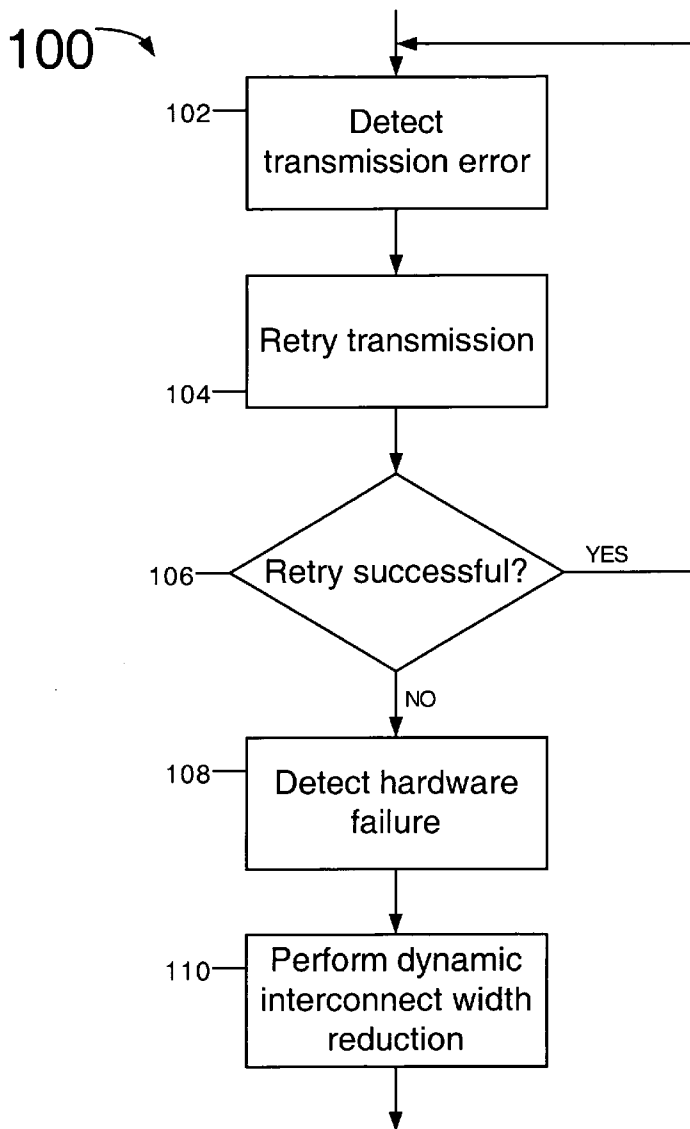 100
102
Detect
transmission error
Retry transmission
104
106
Retry successful?
YES
NO
108
Detect hardware
failure
110
Perform dynamic
interconnect width
reduction